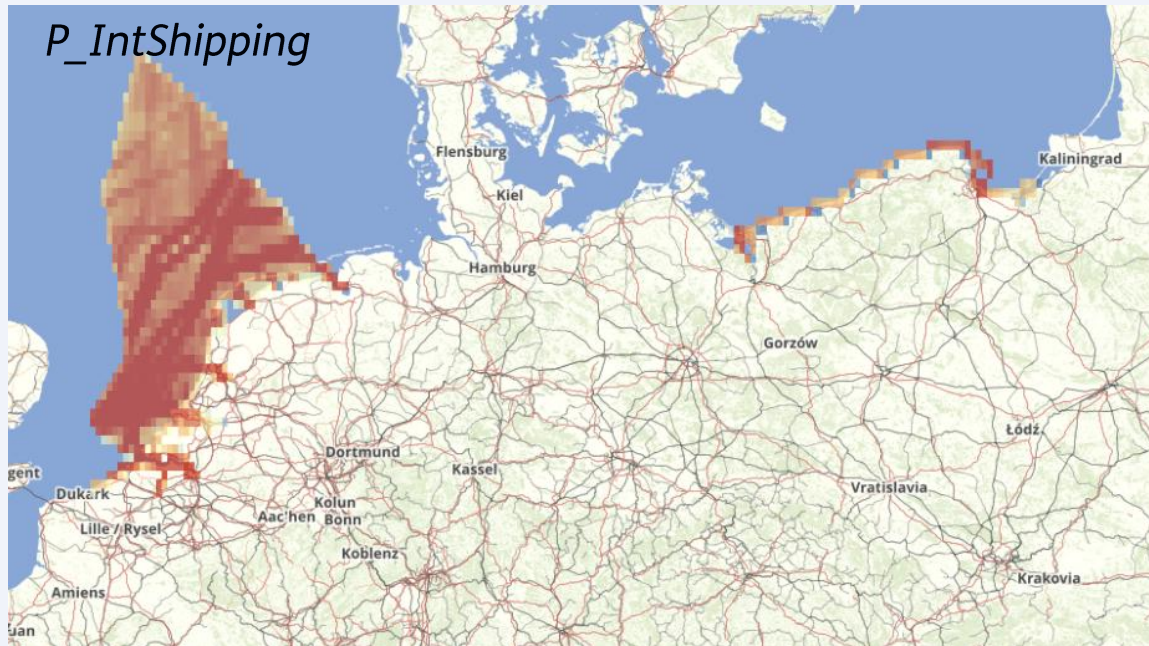 P_IntShipping
Flensburg
Kaliningrad
Kiel
Hamburg
Gorzów
Łódź
Dortmund
Kassel
gent
Vratislavia
Dukark
Kolun
Aac'hen
Bonn
Lille / Rysel
Koblenz
Krakovia
Amiens